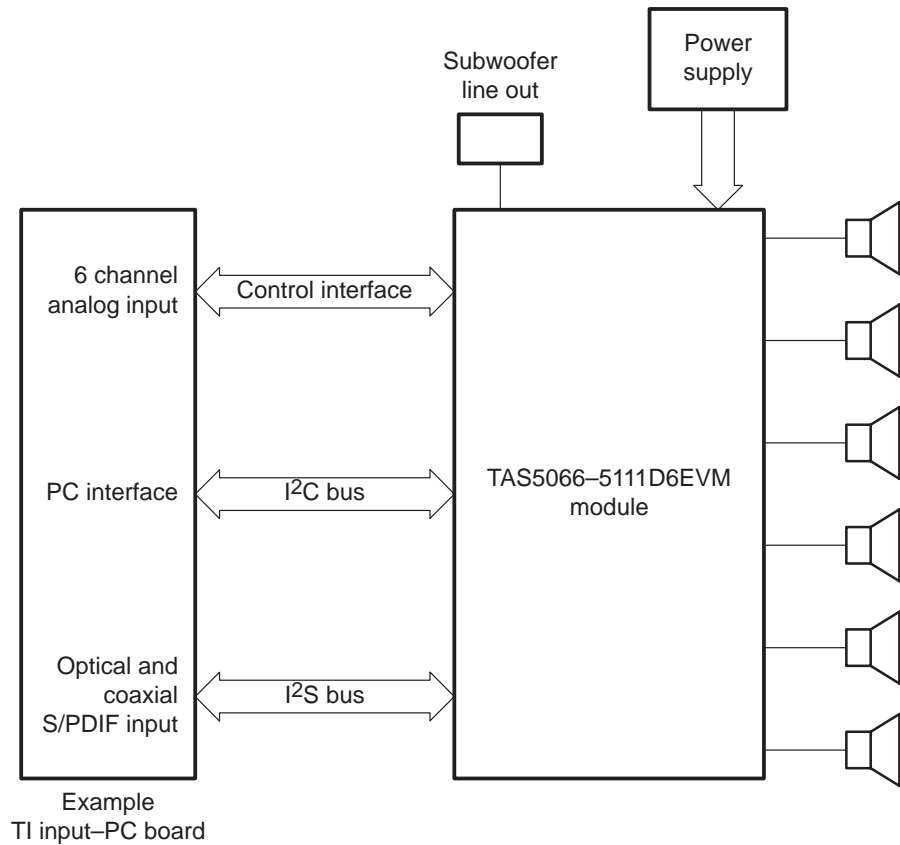 Power
supply
Subwoofer
line out
6 channel
analog input
Control interface
PC interface
I2C bus
TAS5066–5111D6EVM
module
Optical and
coaxial
S/PDIF input
I2S bus
Example
TI input–PC board